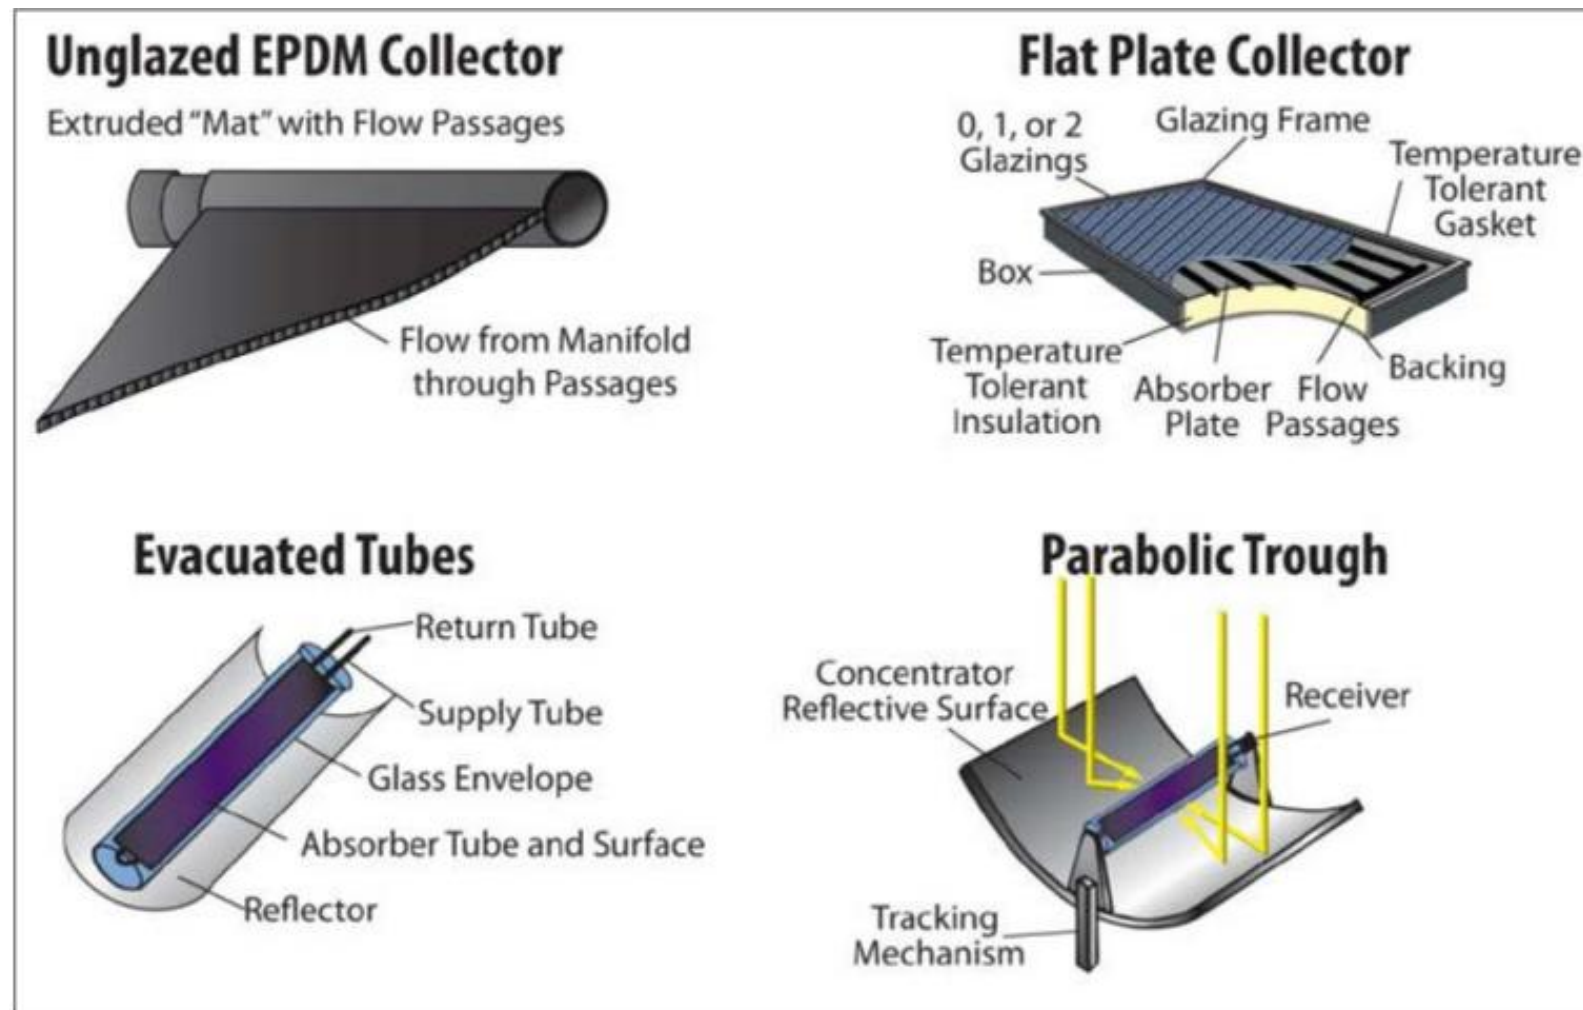 Unglazed EPDM Collector
Extruded “Mat” with Flow Passages
Flow from Manifold
through Passages
Flat Plate Collector
0, 1, or 2
Glazings
Glazing Frame
Temperature
Tolerant
Gasket
Box
Temperature
Tolerant
Insulation
Absorber
Plate
Flow
Passages
Backing
Evacuated Tubes
Return Tube
Supply Tube
Glass Envelope
Absorber Tube and Surface
Reflector
Parabolic Trough
Concentrator
Reflective Surface
Receiver
Tracking
Mechanism